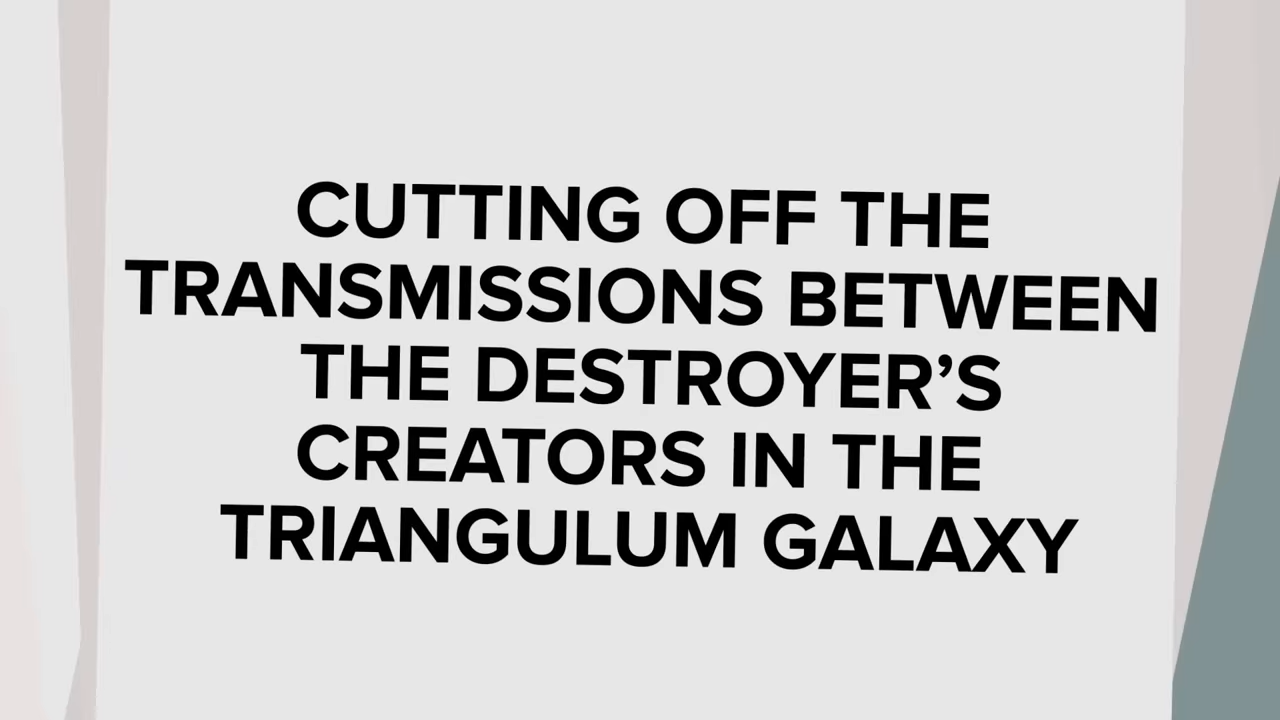 CUTTING OFF THE
TRANSMISSIONS BETWEEN
THE DESTROYER’S
CREATORS IN THE
TRIANGULUM GALAXY